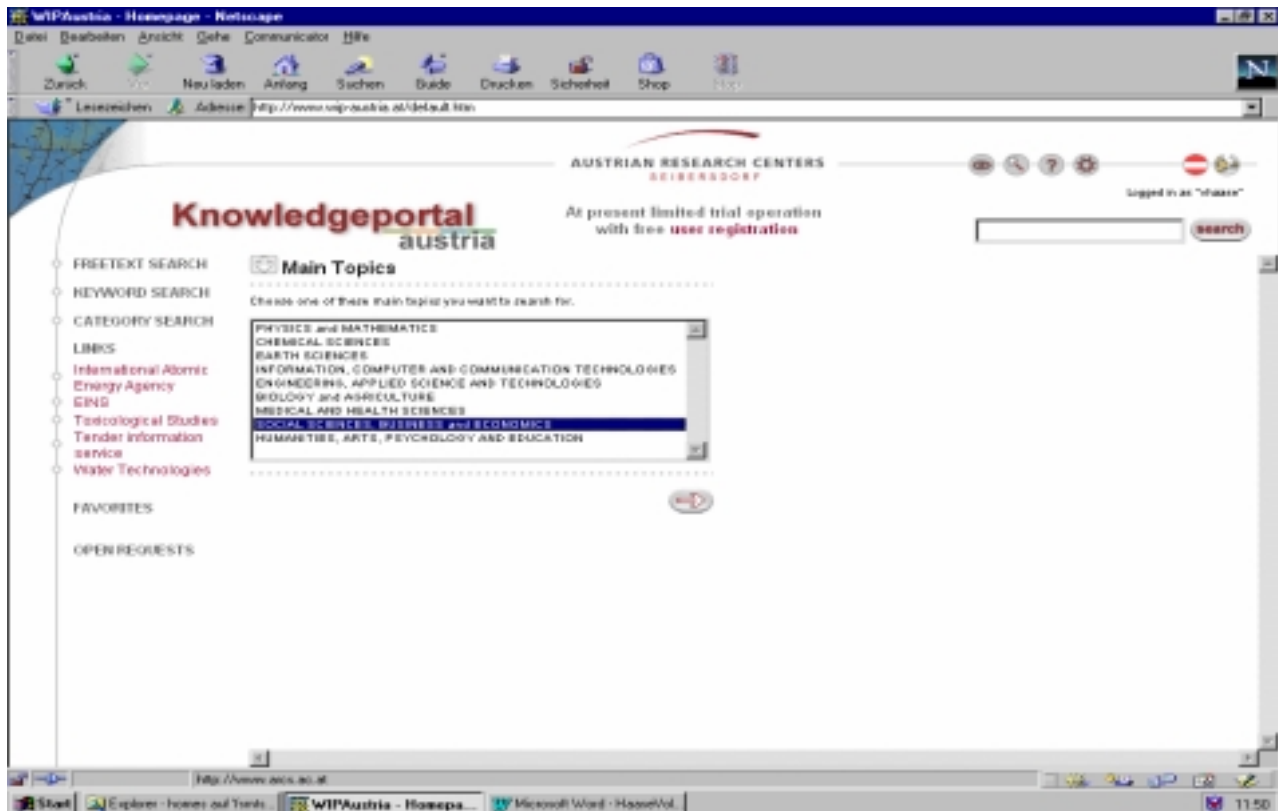 WIPAustria - Homepage - Netscape
Datei Bearbeiten Ansicht Gehe Communicator Hilfe
Zurück Vor Neu laden Anfang Suchen Guide Drucken Sicherheit Shop Stop
Lesezeichen Adresse http://www.wip-austria.at/default.htm
AUSTRIAN RESEARCH CENTERS
SEIBERSDORF
Logged in as "vhaase"
Knowledgeportal
austria
At present limited trial operation
with free user registration
search
FREETEXT SEARCH
KEYWORD SEARCH
CATEGORY SEARCH
LINKS
International Atomic
Energy Agency
EINS
Toxicological Studies
Tender information
service
Water Technologies
FAVORITES
OPEN REQUESTS
Main Topics
Choose one of these main topics you want to search for.
PHYSICS and MATHEMATICS
CHEMICAL SCIENCES
EARTH SCIENCES
INFORMATION, COMPUTER AND COMMUNICATION TECHNOLOGIES
ENGINEERING, APPLIED SCIENCE AND TECHNOLOGIES
BIOLOGY and AGRICULTURE
MEDICAL AND HEALTH SCIENCES
SOCIAL SCIENCES, BUSINESS and ECONOMICS
HUMANITIES, ARTS, PSYCHOLOGY AND EDUCATION
http://www.arcs.ac.at
Start Explorer - homes auf WIPAustria - Homepa... Microsoft Word - HaaseVol... 11:50